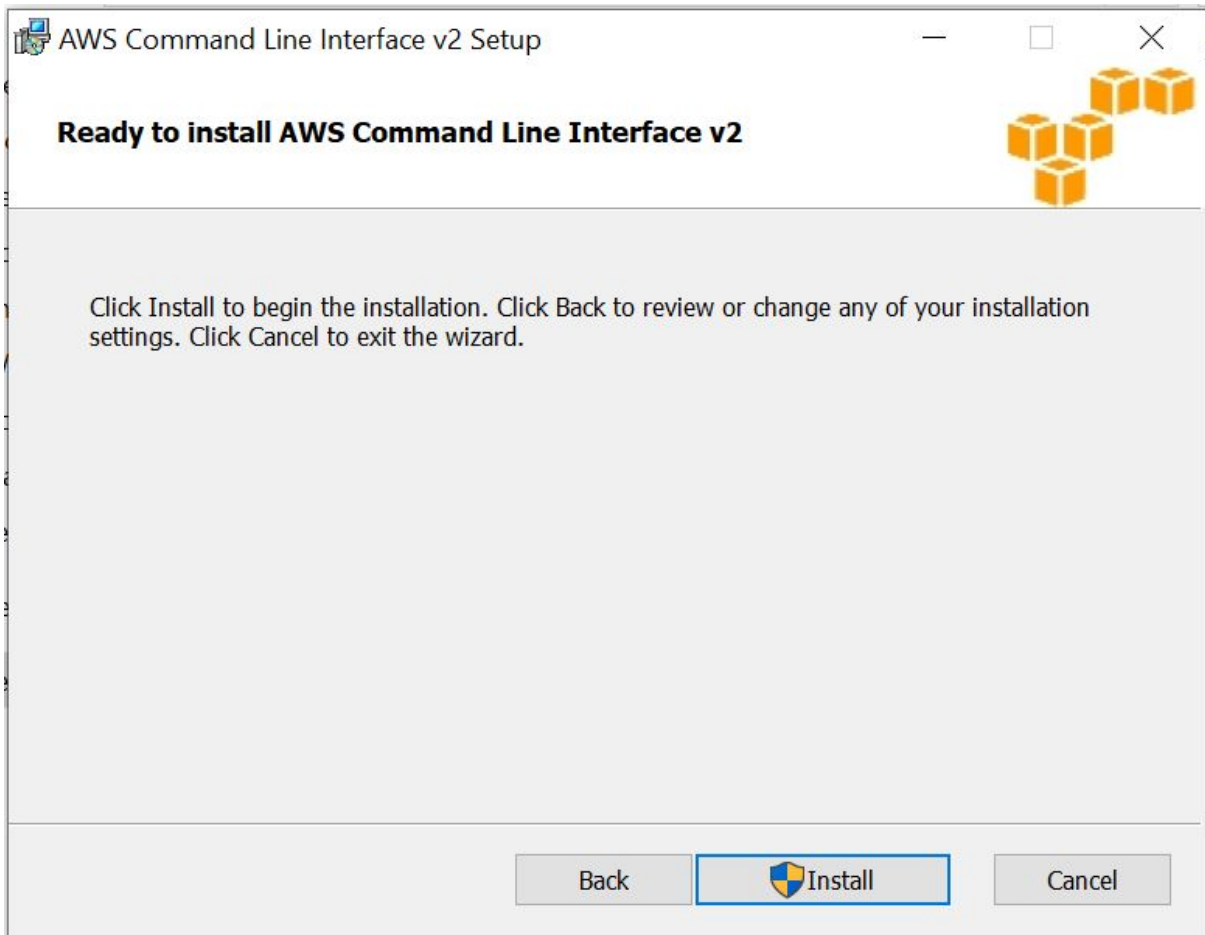 AWS Command Line Interface v2 Setup
Ready to install AWS Command Line Interface v2
Click Install to begin the installation. Click Back to review or change any of your installation
settings. Click Cancel to exit the wizard.
Back
Install
Cancel